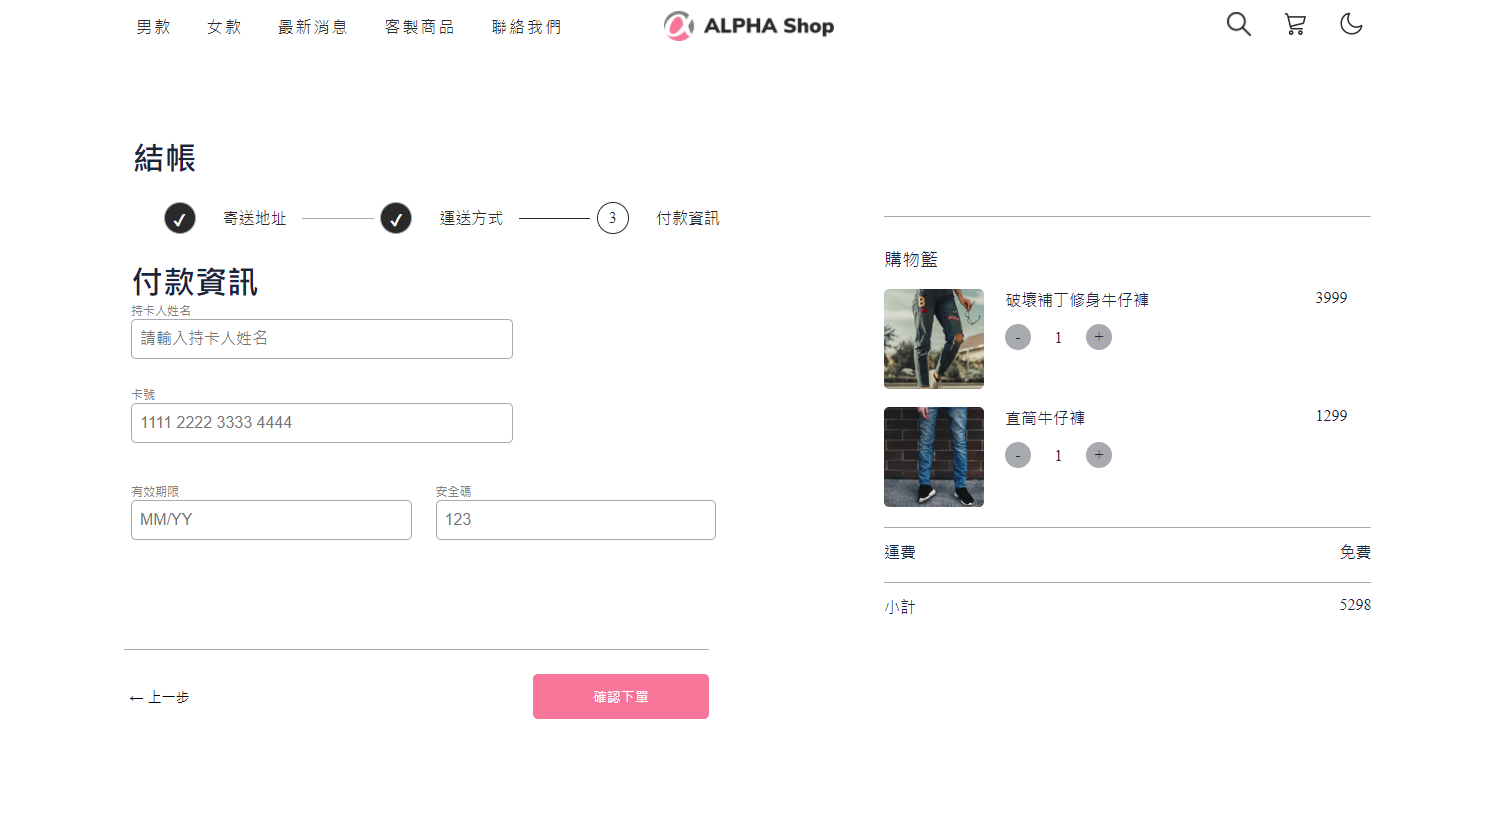 男款 女款 最新消息 客製商品 聯絡我們 ALPHA Shop
結帳
寄送地址 運送方式 3 付款資訊
付款資訊
持卡人姓名
請輸入持卡人姓名
卡號
1111 2222 3333 4444
有效期限 安全碼
MM/YY 123
← 上一步 確認下單
購物籃
破壞補丁修身牛仔褲 3999
- 1 +
直筒牛仔褲 1299
- 1 +
運費 免費
小計 5298